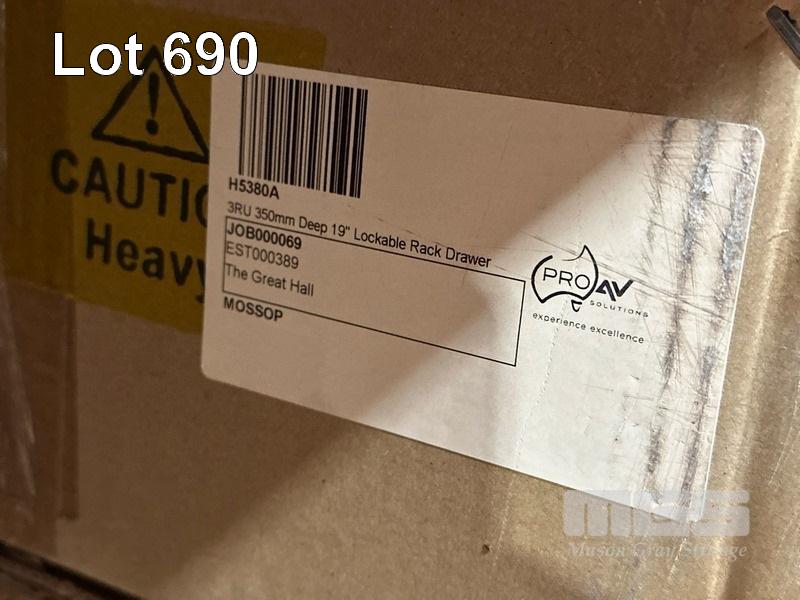 Lot 690
CAUTIO
Heavy
H5380A
3RU 350mm Deep 19" Lockable Rack Drawer
JOB000069
EST000389
The Great Hall
MOSSOP
PRO AV
SOLUTIONS
experience excellence
MGS
Mason Gray Strange